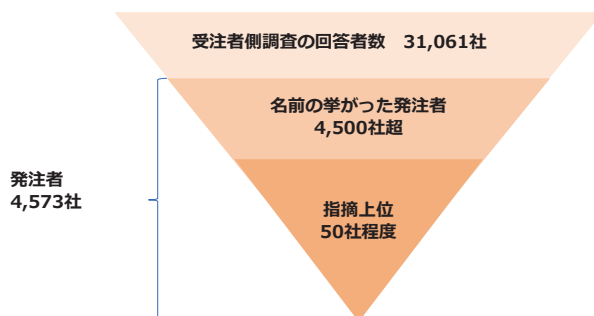 受注者側調査の回答者数 31,061社
名前の挙がった発注者
4,500社超
発注者
4,573社
指摘上位
50社程度